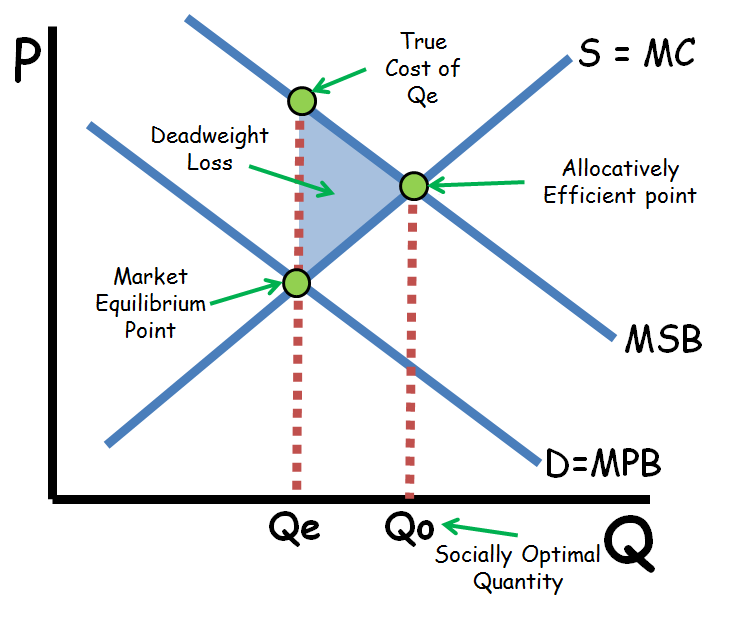 P
True
Cost of
Qe
S = MC
Deadweight
Loss
Allocatively
Efficient point
Market
Equilibrium
Point
MSB
D=MPB
Qe
Qo
Q
Socially Optimal
Quantity